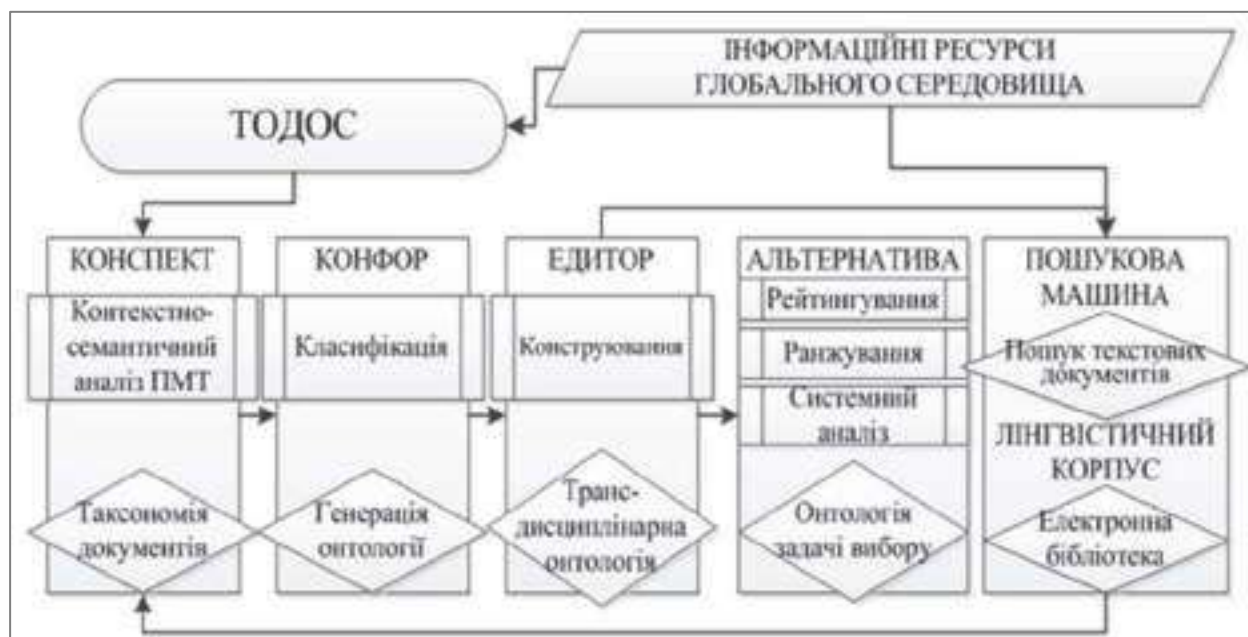 ІНФОРМАЦІЙНІ РЕСУРСИ
ГЛОБАЛЬНОГО СЕРЕДОВИЩА
ТОДОС
КОНСПЕКТ
Контекстно-
семантичний
аналіз ПМТ
Таксономія
документів
КОНФОР
Класифікація
Генерація
онтології
ЕДИТОР
Конструювання
Транс-
дисциплінарна
онтологія
АЛЬТЕРНАТИВА
Рейтингування
Ранжування
Системний
аналіз
Онтологія
задачі вибору
ПОШУКОВА
МАШИНА
Пошук текстових
документів
ЛІНГВІСТИЧНИЙ
КОРПУС
Електронна
бібліотека